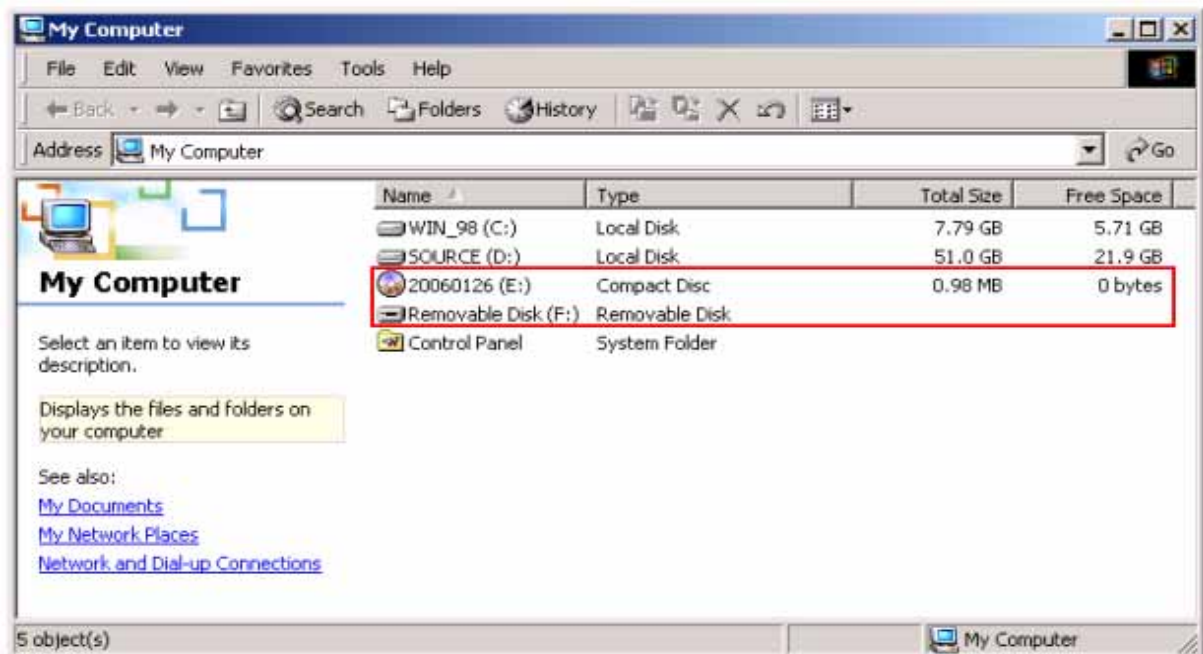 My Computer
File Edit View Favorites Tools Help
Back Search Folders History
Address My Computer Go
Name Type Total Size Free Space
WIN_98 (C:) Local Disk 7.79 GB 5.71 GB
SOURCE (D:) Local Disk 51.0 GB 21.9 GB
20060126 (E:) Compact Disc 0.98 MB 0 bytes
Removable Disk (F:) Removable Disk
Control Panel System Folder
My Computer
Select an item to view its
description.
Displays the files and folders on
your computer
See also:
My Documents
My Network Places
Network and Dial-up Connections
5 object(s) My Computer